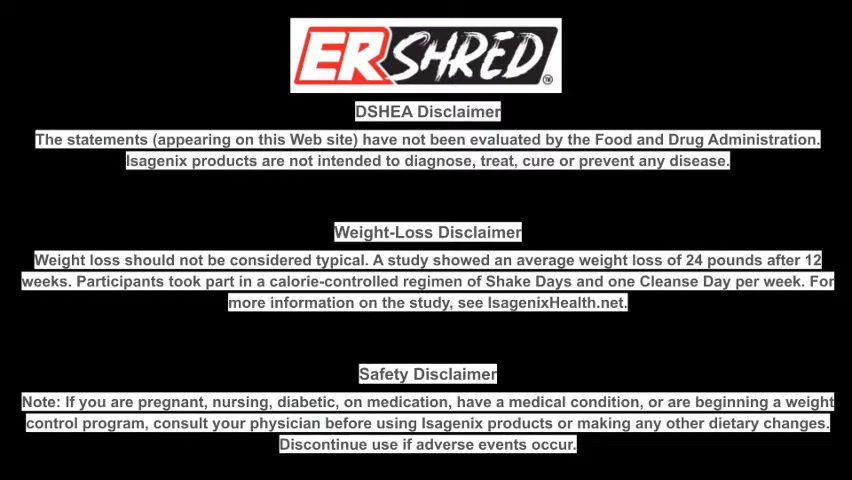 ERSHRED™
DSHEA Disclaimer
The statements (appearing on this Web site) have not been evaluated by the Food and Drug Administration.
Isagenix products are not intended to diagnose, treat, cure or prevent any disease.
Weight-Loss Disclaimer
Weight loss should not be considered typical. A study showed an average weight loss of 24 pounds after 12
weeks. Participants took part in a calorie-controlled regimen of Shake Days and one Cleanse Day per week. For
more information on the study, see IsagenixHealth.net.
Safety Disclaimer
Note: If you are pregnant, nursing, diabetic, on medication, have a medical condition, or are beginning a weight
control program, consult your physician before using Isagenix products or making any other dietary changes.
Discontinue use if adverse events occur.